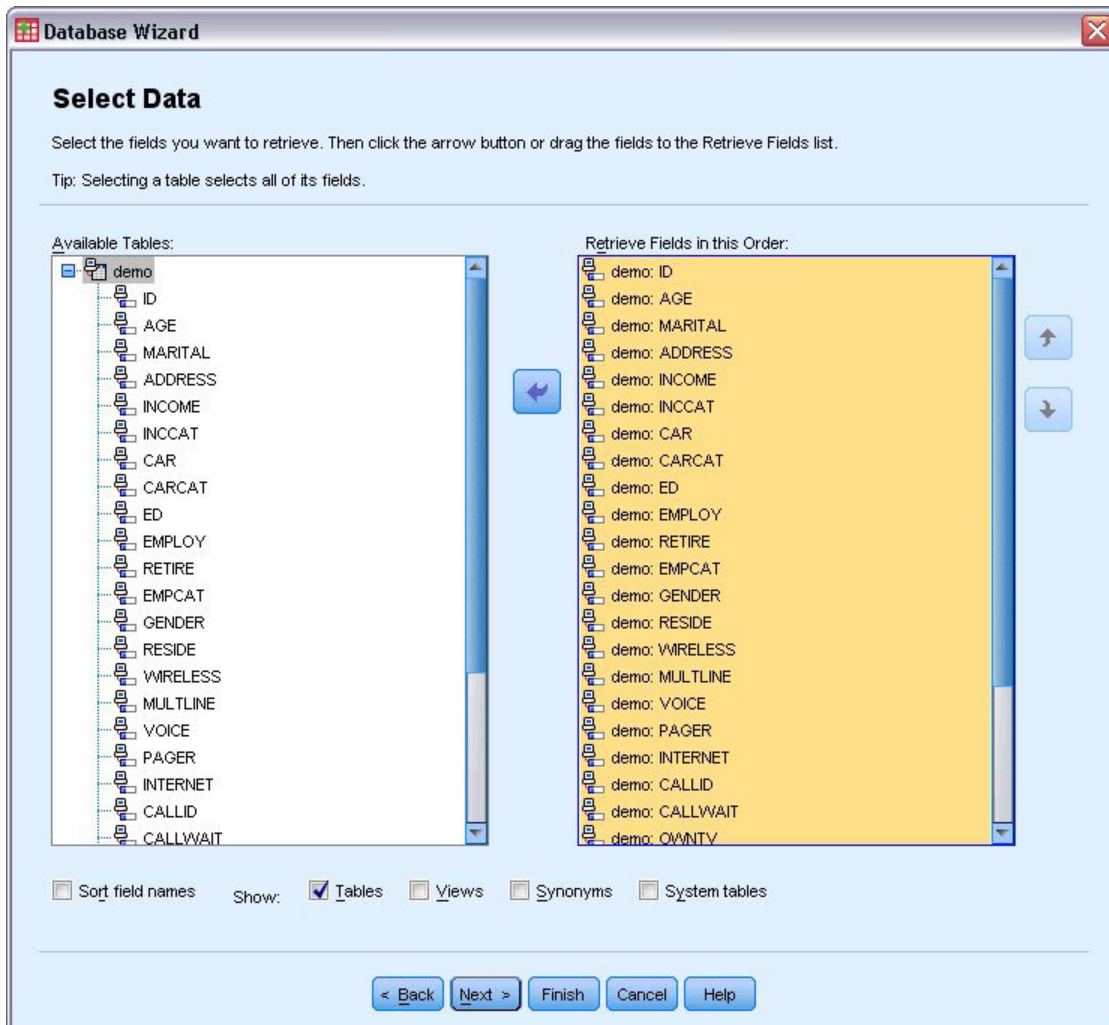 Database Wizard
Select Data
Select the fields you want to retrieve. Then click the arrow button or drag the fields to the Retrieve Fields list.
Tip: Selecting a table selects all of its fields.
Available Tables:
demo
ID
AGE
MARITAL
ADDRESS
INCOME
INCCAT
CAR
CARCAT
ED
EMPLOY
RETIRE
EMPCAT
GENDER
RESIDE
WIRELESS
MULTLINE
VOICE
PAGER
INTERNET
CALLID
CALLWAIT
Retrieve Fields in this Order:
demo: ID
demo: AGE
demo: MARITAL
demo: ADDRESS
demo: INCOME
demo: INCCAT
demo: CAR
demo: CARCAT
demo: ED
demo: EMPLOY
demo: RETIRE
demo: EMPCAT
demo: GENDER
demo: RESIDE
demo: WIRELESS
demo: MULTLINE
demo: VOICE
demo: PAGER
demo: INTERNET
demo: CALLID
demo: CALLWAIT
demo: OWNTV
Sort field names Show: Tables Views Synonyms System tables
< Back Next > Finish Cancel Help